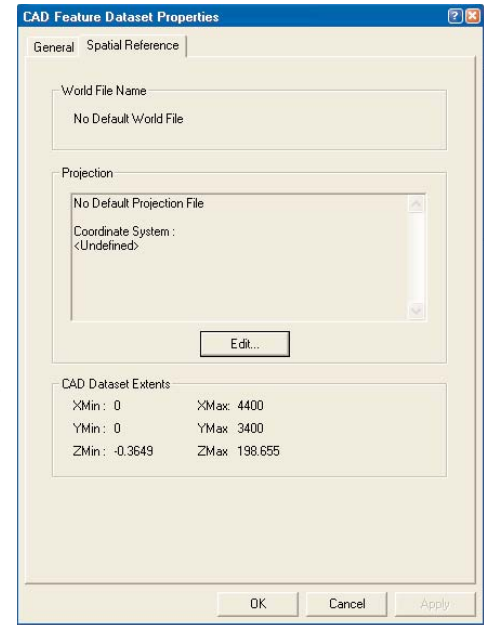 CAD Feature Dataset Properties
General Spatial Reference
World File Name
No Default World File
Projection
No Default Projection File
Coordinate System :
<Undefined>
Edit...
CAD Dataset Extents
XMin : 0 XMax: 4400
YMin : 0 YMax 3400
ZMin : -0.3649 ZMax 198.655
OK Cancel Apply